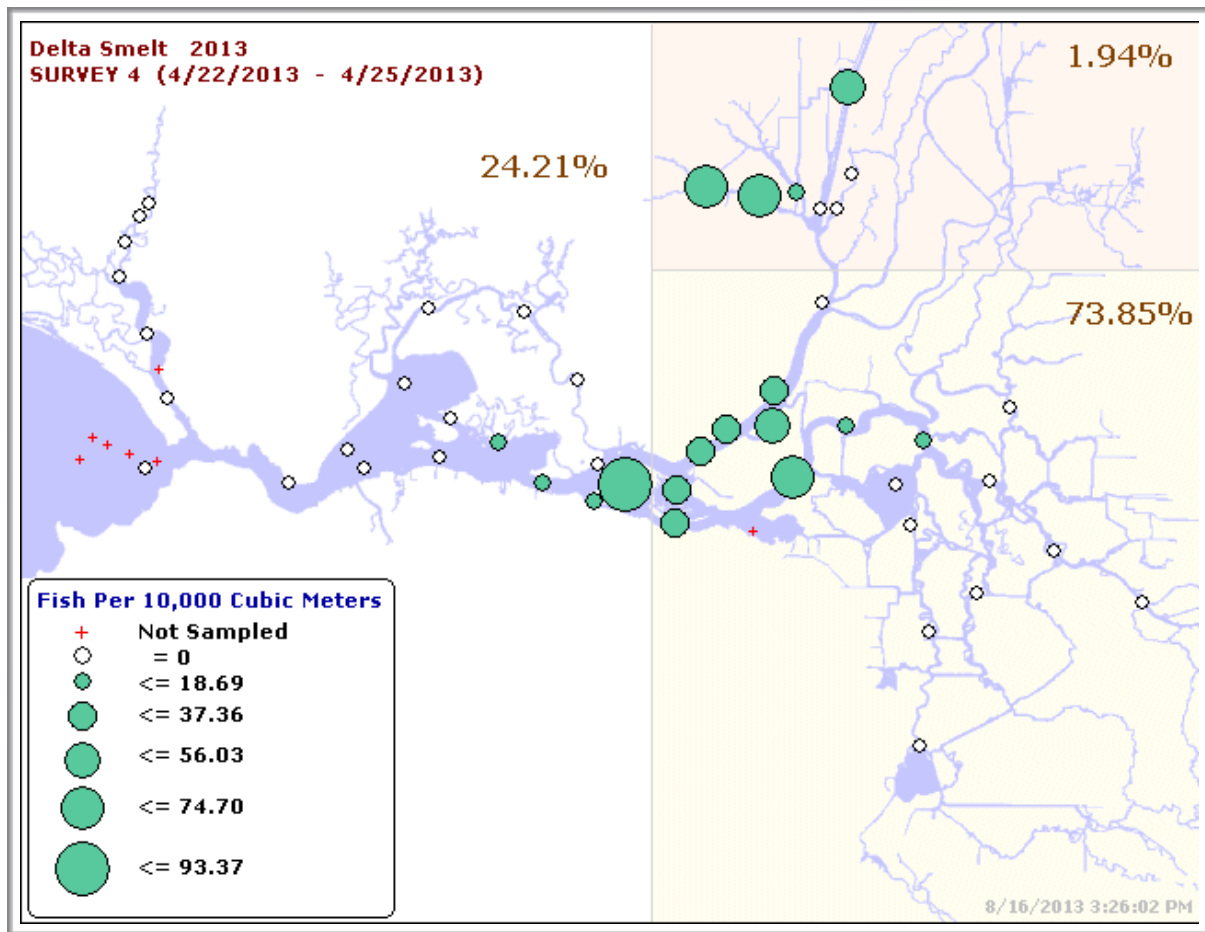 Delta Smelt 2013
SURVEY 4 (4/22/2013 - 4/25/2013)
1.94%
24.21%
73.85%
Fish Per 10,000 Cubic Meters
+ Not Sampled
= 0
<= 18.69
<= 37.36
<= 56.03
<= 74.70
<= 93.37
8/16/2013 3:26:02 PM